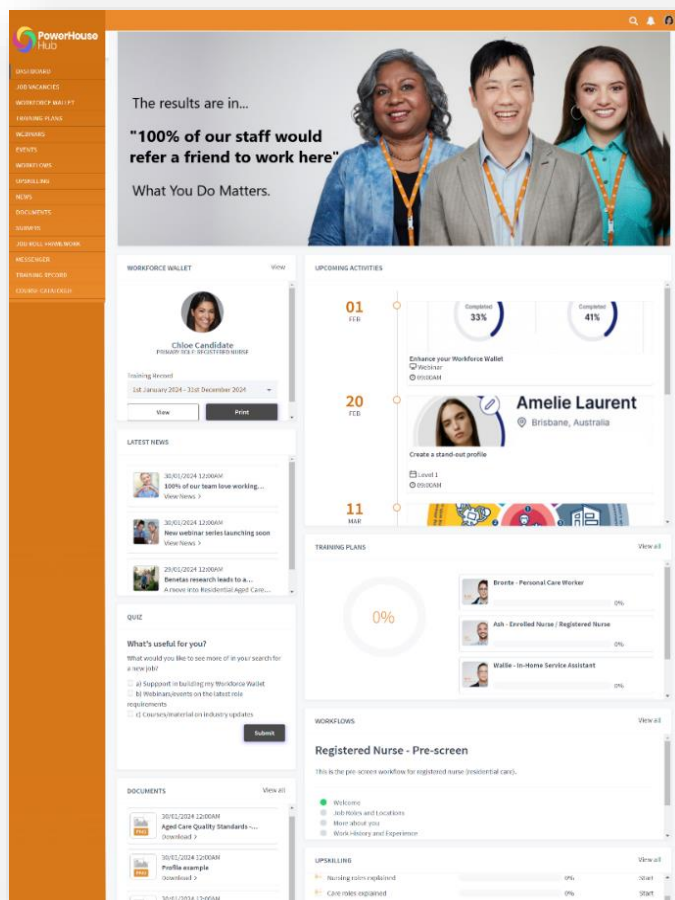 PowerHouse
Hub
DASHBOARD
JOB VACANCIES
WORKFORCE WALLET
TRAINING PLANS
WEBINARS
EVENTS
WORKFLOWS
UPSKILLING
NEWS
DOCUMENTS
SURVEYS
JOB ROLE FRAMEWORK
MESSENGER
TRAINING RECORD
COURSE CATALOGUE
The results are in...
"100% of our staff would
refer a friend to work here"
What You Do Matters.
WORKFORCE WALLET
View
Chloe Candidate
PRIMARY ROLE: REGISTERED NURSE
Training Record
1st January 2024 - 31st December 2024
View
Print
LATEST NEWS
30/01/2024 12:00AM
100% of our team love working...
View News >
30/01/2024 12:00AM
New webinar series launching soon
View News >
29/01/2024 12:00AM
Benetas research leads to a...
A move into Residential Aged Care...
QUIZ
What's useful for you?
What would you like to see more of in your search for
a new job?
a) Suppport in building my Workforce Wallet
b) Webinars/events on the latest role
requirements
c) Courses/material on industry updates
Submit
DOCUMENTS
View all
30/01/2024 12:00AM
Aged Care Quality Standards -...
Download >
PNG
30/01/2024 12:00AM
Profile example
Download >
PNG
30/01/2024 12:00AM
UPCOMING ACTIVITIES
01
FEB
Completed
33%
Completed
41%
Enhance your Workforce Wallet
Webinar
09:00AM
20
FEB
Amelie Laurent
Brisbane, Australia
Create a stand-out profile
Level 1
09:00AM
11
MAR
TRAINING PLANS
View all
0%
Bronte - Personal Care Worker
0%
Ash - Enrolled Nurse / Registered Nurse
0%
Wallie - In-Home Service Assistant
0%
WORKFLOWS
View all
Registered Nurse - Pre-screen
This is the pre-screen workflow for registered nurse (residential care).
Welcome
Job Roles and Locations
More about you
Work History and Experience
UPSKILLING
View all
Nursing roles explained
0%
Start
Care roles explained
0%
Start